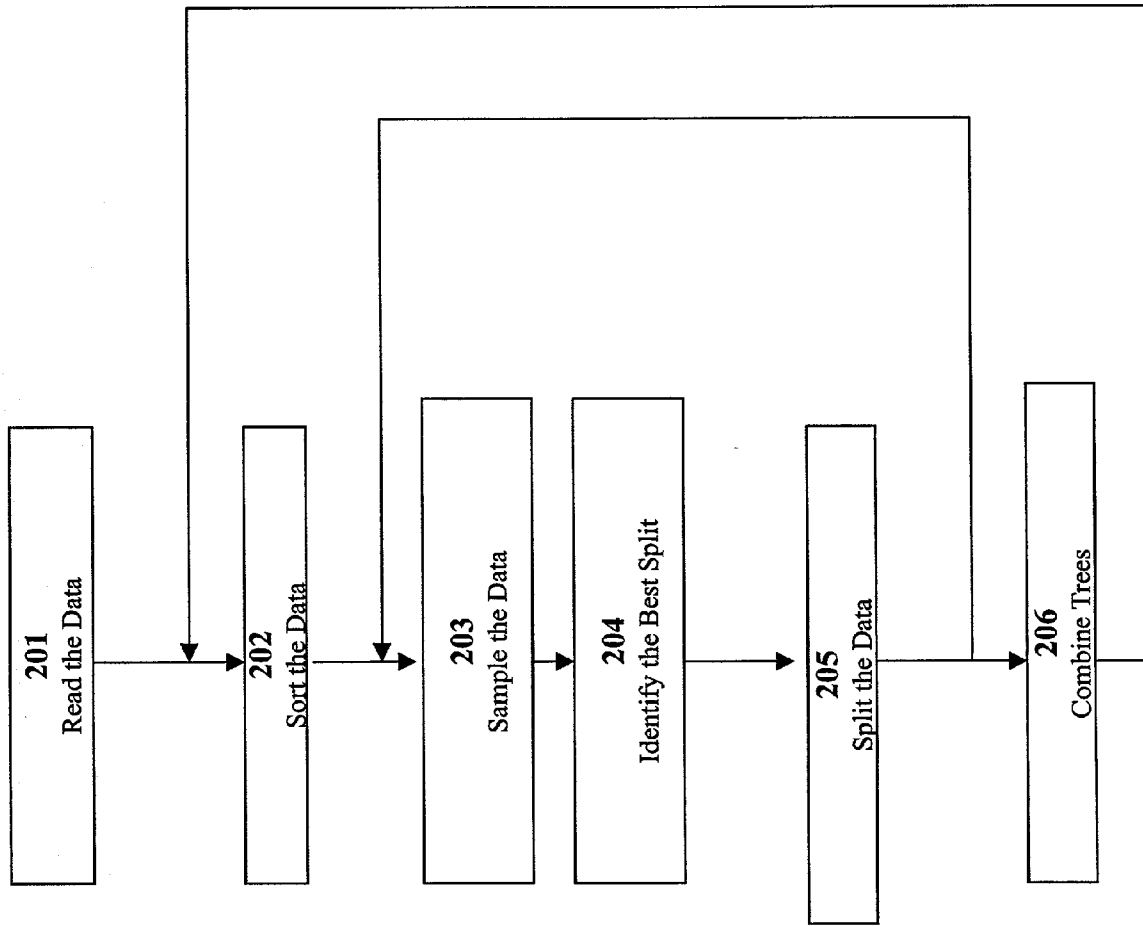 201
Read the Data
202
Sort the Data
203
Sample the Data
204
Identify the Best Split
205
Split the Data
206
Combine Trees